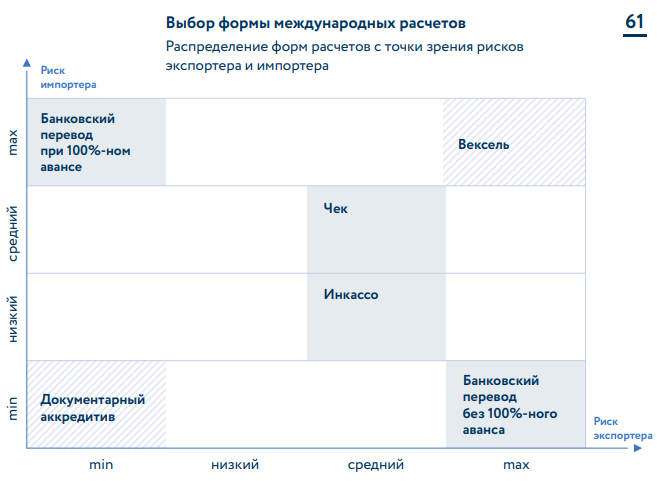 Выбор формы международных расчетов
61
Распределение форм расчетов с точки зрения рисков
экспортера и импортера
Риск
импортера
max
Банковский
перевод
при 100%-ном
авансе
Вексель
средний
Чек
низкий
Инкассо
min
Документарный
аккредитив
Банковский
перевод
без 100%-ного
аванса
Риск
экспортера
min
низкий
средний
max